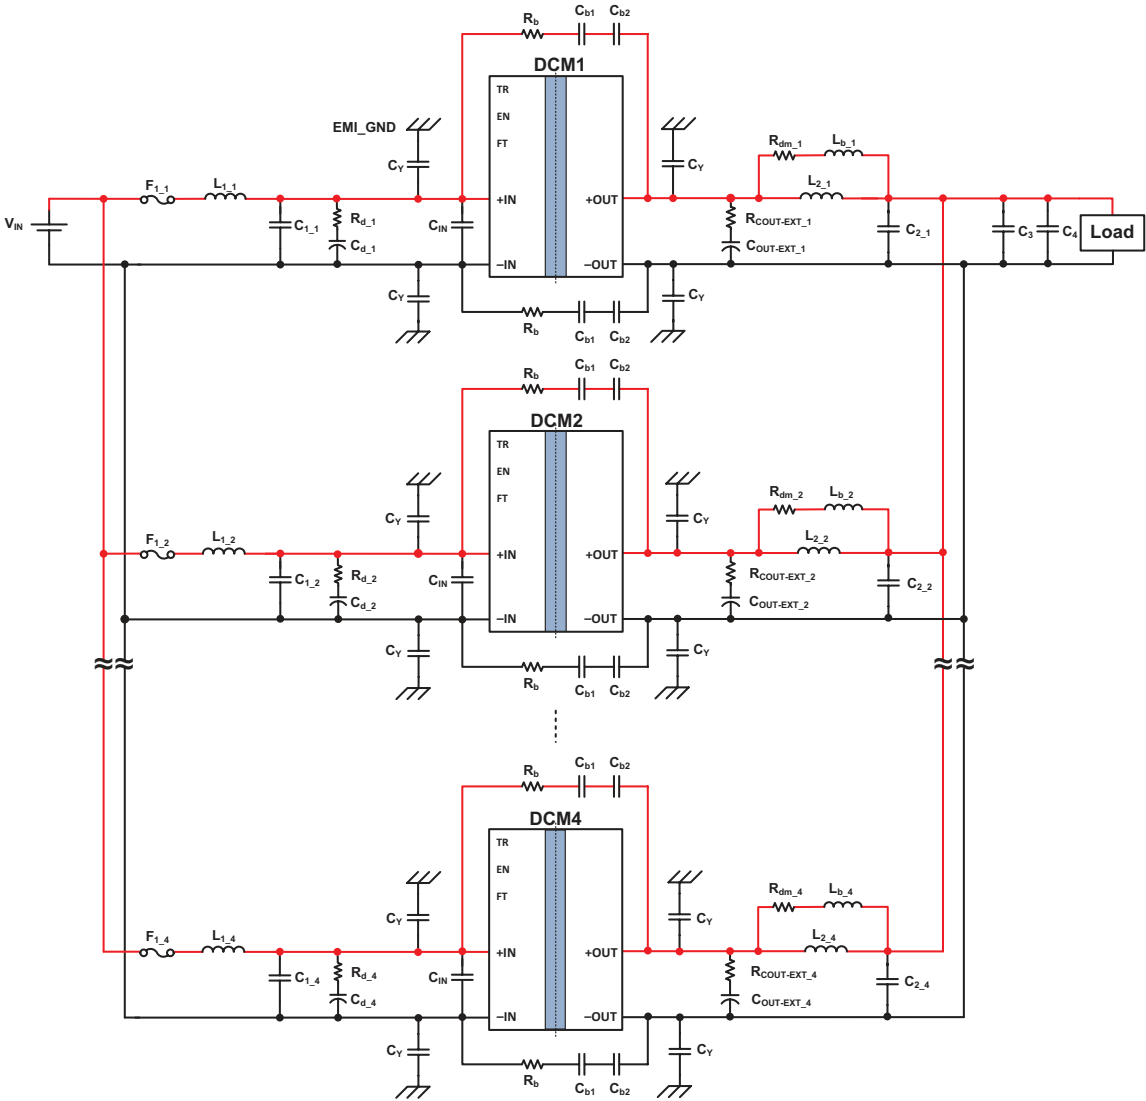 Rb Cb1 Cb2
DCM1
TR
EN
FT
EMI_GND
CY
CY
Rdm_1 Lb_1
F1_1 L1_1
L2_1
VIN
C1_1
Rd_1
Cd_1
CIN
+IN
+OUT
RCOUT-EXT_1
COUT-EXT_1
C2_1
C3
C4
Load
–IN
–OUT
CY
CY
Rb
Cb1 Cb2
Rb Cb1 Cb2
DCM2
TR
EN
FT
CY
CY
Rdm_2 Lb_2
F1_2 L1_2
L2_2
C1_2
Rd_2
Cd_2
CIN
+IN
+OUT
RCOUT-EXT_2
COUT-EXT_2
C2_2
–IN
–OUT
CY
CY
Rb Cb1 Cb2
Rb Cb1 Cb2
DCM4
TR
EN
FT
CY
CY
Rdm_4 Lb_4
F1_4 L1_4
L2_4
C1_4
Rd_4
Cd_4
CIN
+IN
+OUT
RCOUT-EXT_4
COUT-EXT_4
C2_4
–IN
–OUT
CY
CY
Rb Cb1 Cb2